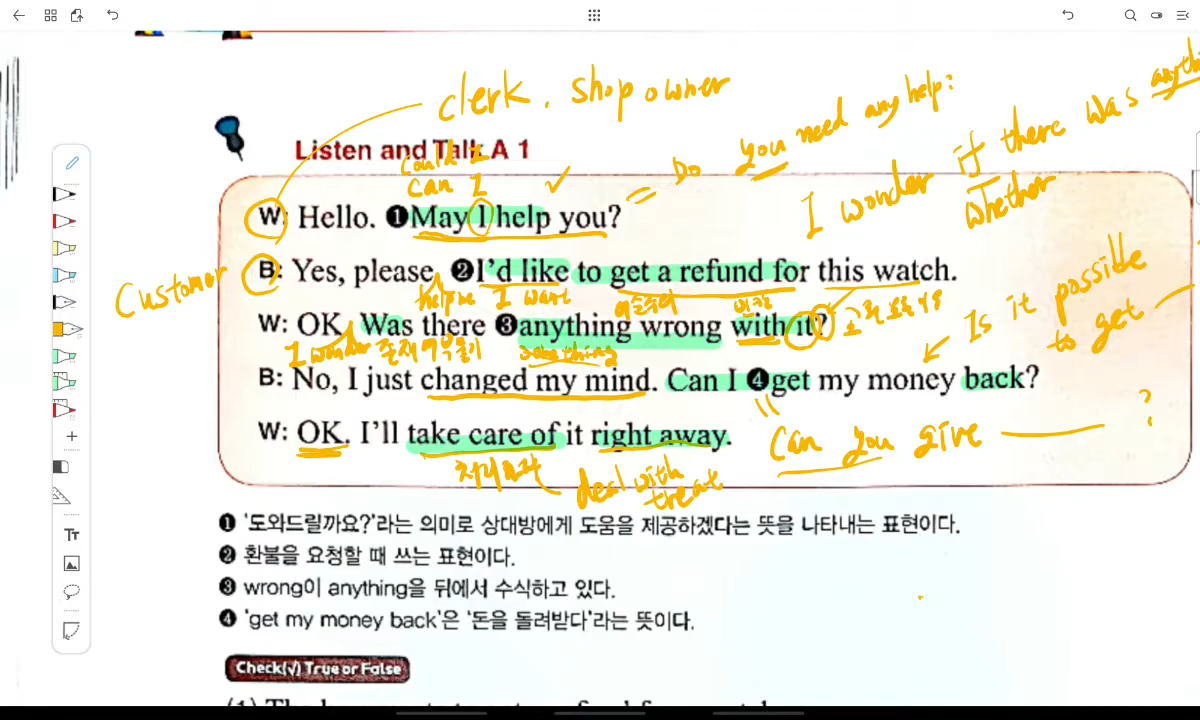 clerk, shop owner
Listen and Talk A 1
could I
can I
= Do you need any help?
I wonder if there was
whether
W: Hello. ❶May I help you?
Customer
B: Yes, please. ❷I'd like to get a refund for this watch.
help me I want
W: OK. Was there ❸anything wrong with it?
I wonder
something
Is it possible
to get
B: No, I just changed my mind. Can I ❹get my money back?
W: OK. I'll take care of it right away.
Can you give ?
deal with
treat
❶ '도와드릴까요?'라는 의미로 상대방에게 도움을 제공하겠다는 뜻을 나타내는 표현이다.
❷ 환불을 요청할 때 쓰는 표현이다.
❸ wrong이 anything을 뒤에서 수식하고 있다.
❹ 'get my money back'은 '돈을 돌려받다'라는 뜻이다.
Check(√) True or False